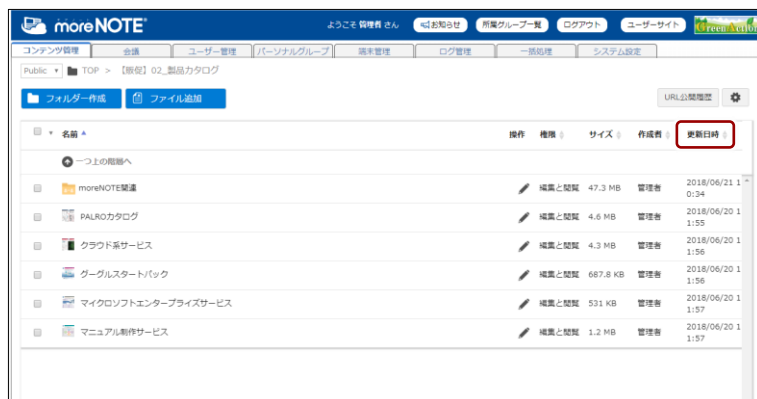 moreNOTE ようこそ 管理者 さん お知らせ 所属グループ一覧 ログアウト ユーザーサイト Green Action
コンテンツ管理 会議 ユーザー管理 パーソナルグループ 端末管理 ログ管理 一括処理 システム設定
Public TOP > 【販促】02_製品カタログ
フォルダー作成 ファイル追加 URL公開履歴
名前 操作 権限 サイズ 作成者 更新日時
一つ上の階層へ
moreNOTE関連 編集と閲覧 47.3 MB 管理者 2018/06/21 1
0:34
PALROカタログ 編集と閲覧 4.6 MB 管理者 2018/06/20 1
1:55
クラウド系サービス 編集と閲覧 4.3 MB 管理者 2018/06/20 1
1:56
グーグルスタートパック 編集と閲覧 687.8 KB 管理者 2018/06/20 1
1:56
マイクロソフトエンタープライズサービス 編集と閲覧 531 KB 管理者 2018/06/20 1
1:57
マニュアル制作サービス 編集と閲覧 1.2 MB 管理者 2018/06/20 1
1:57